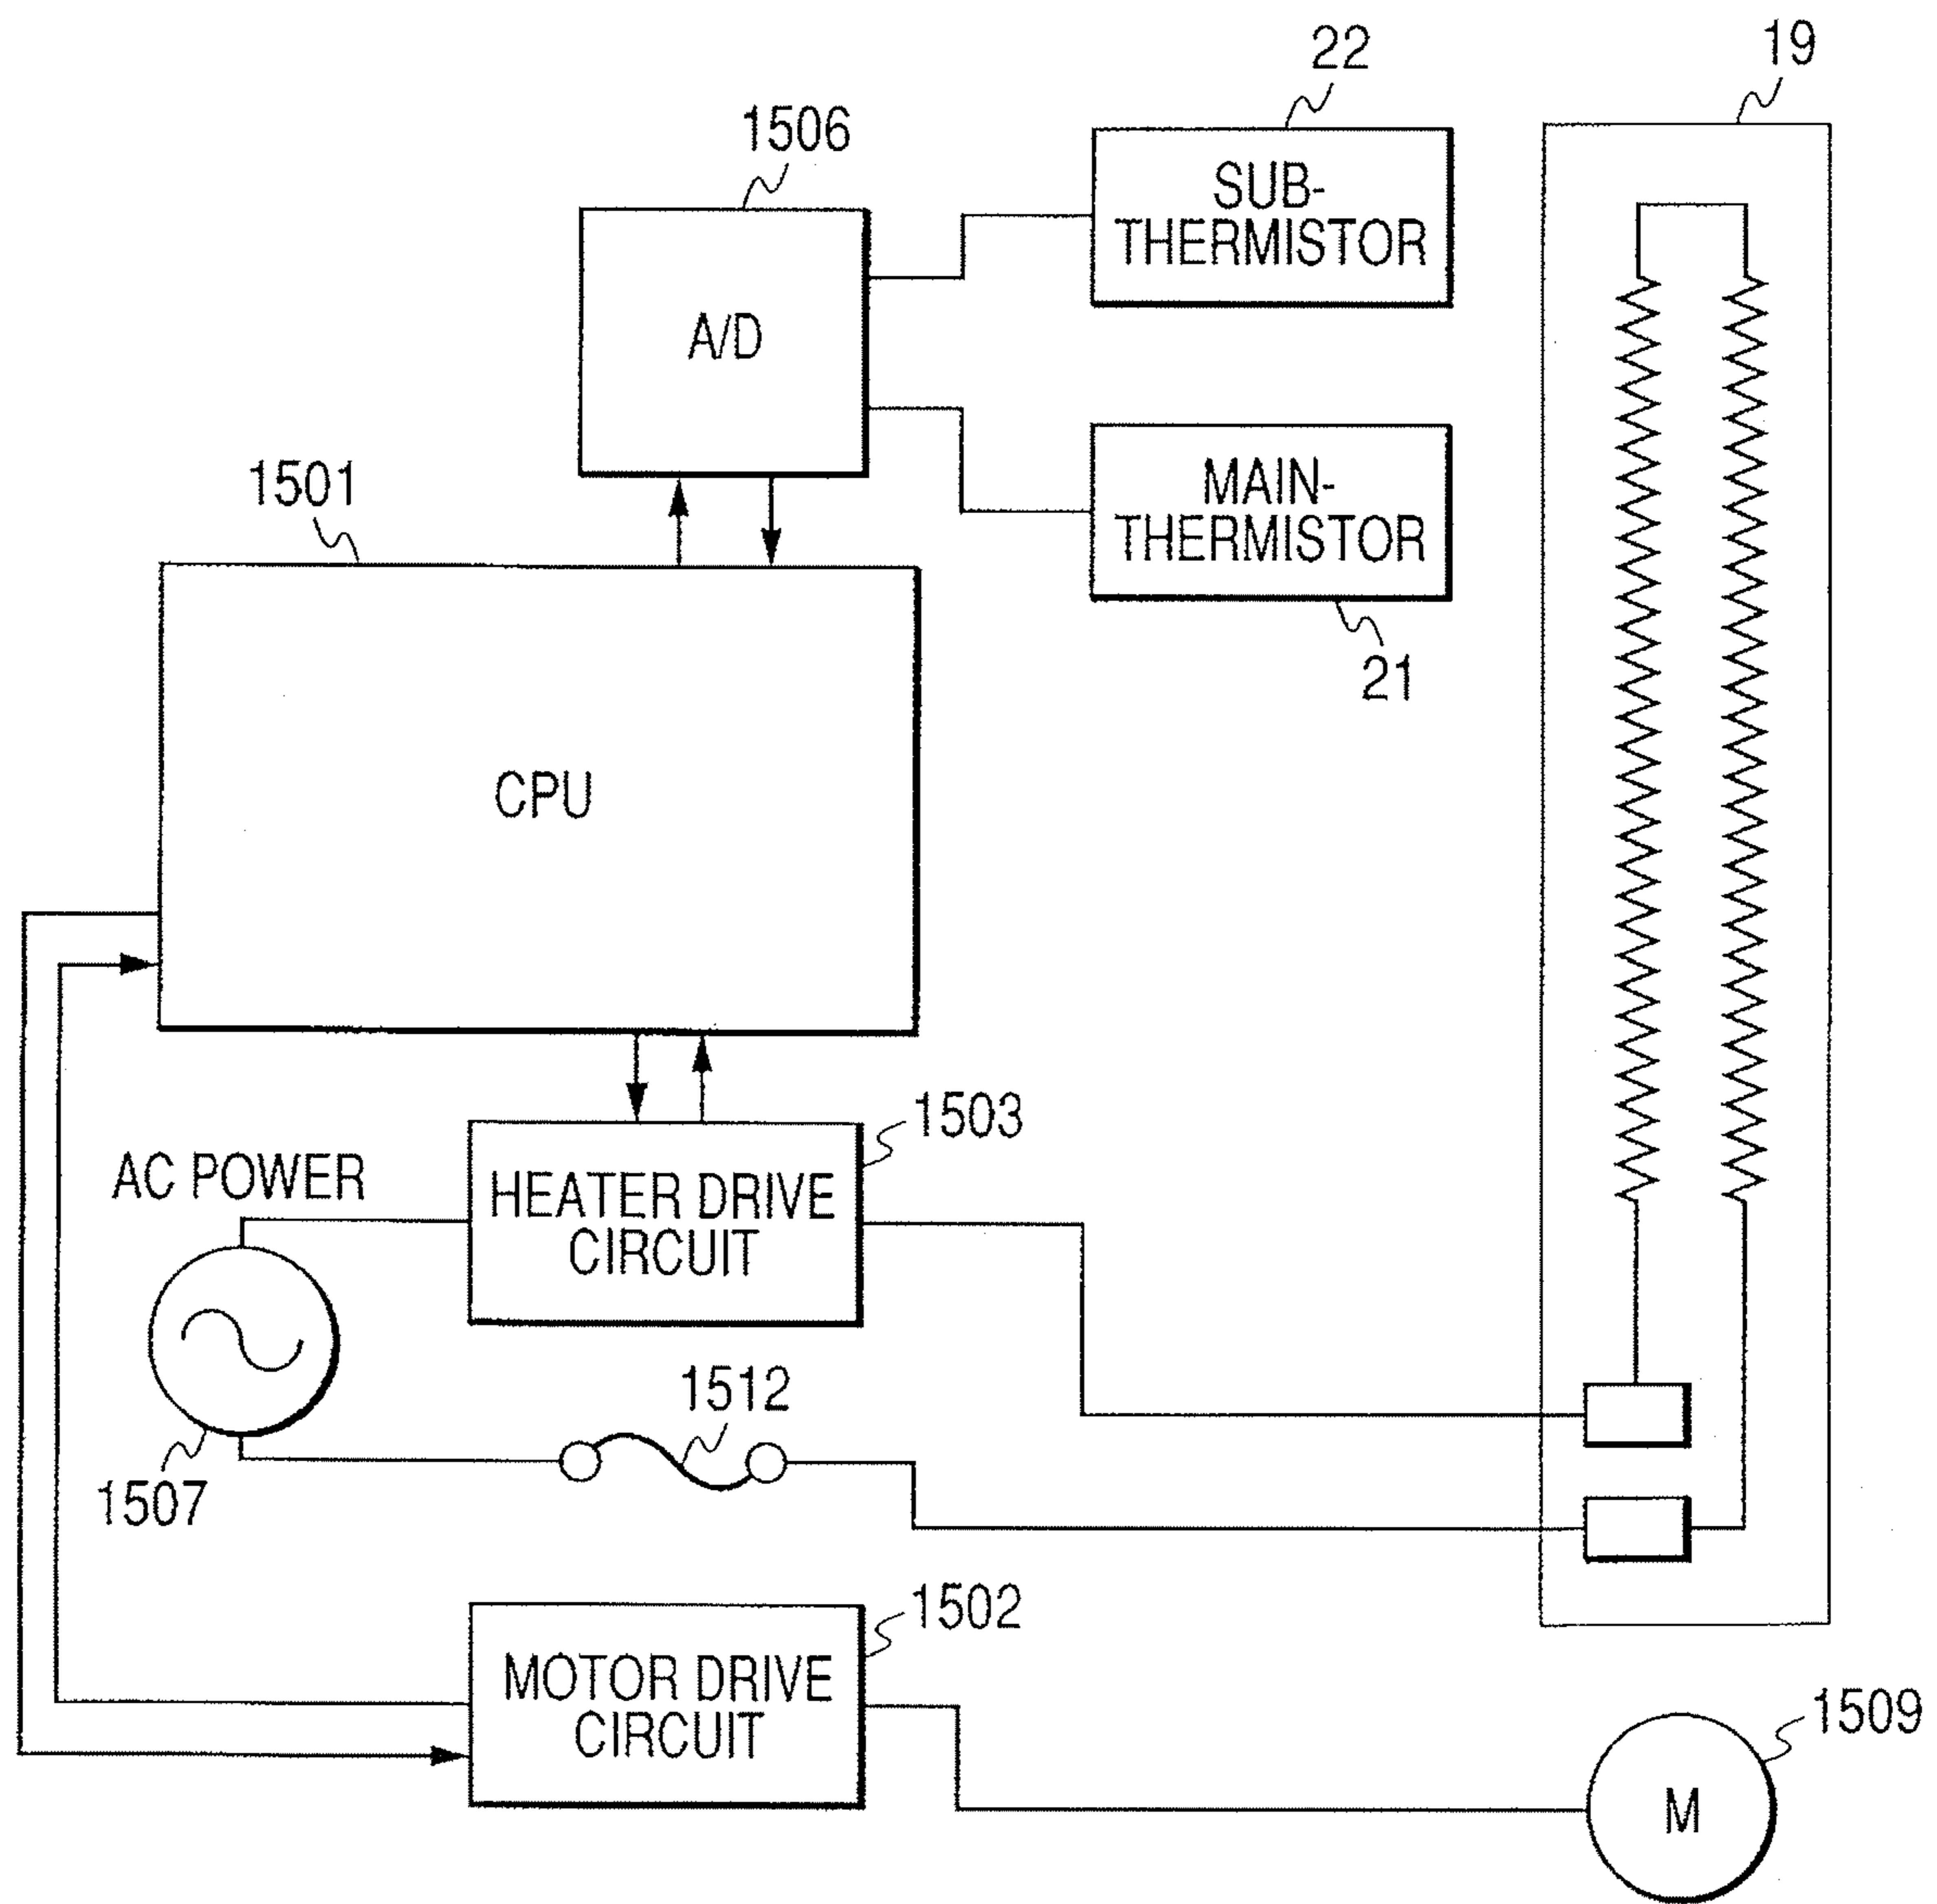 22
19
1506
SUB-
THERMISTOR
A/D
1501
MAIN-
THERMISTOR
21
CPU
1503
AC POWER
HEATER DRIVE
CIRCUIT
1512
1507
1502
MOTOR DRIVE
CIRCUIT
1509
M